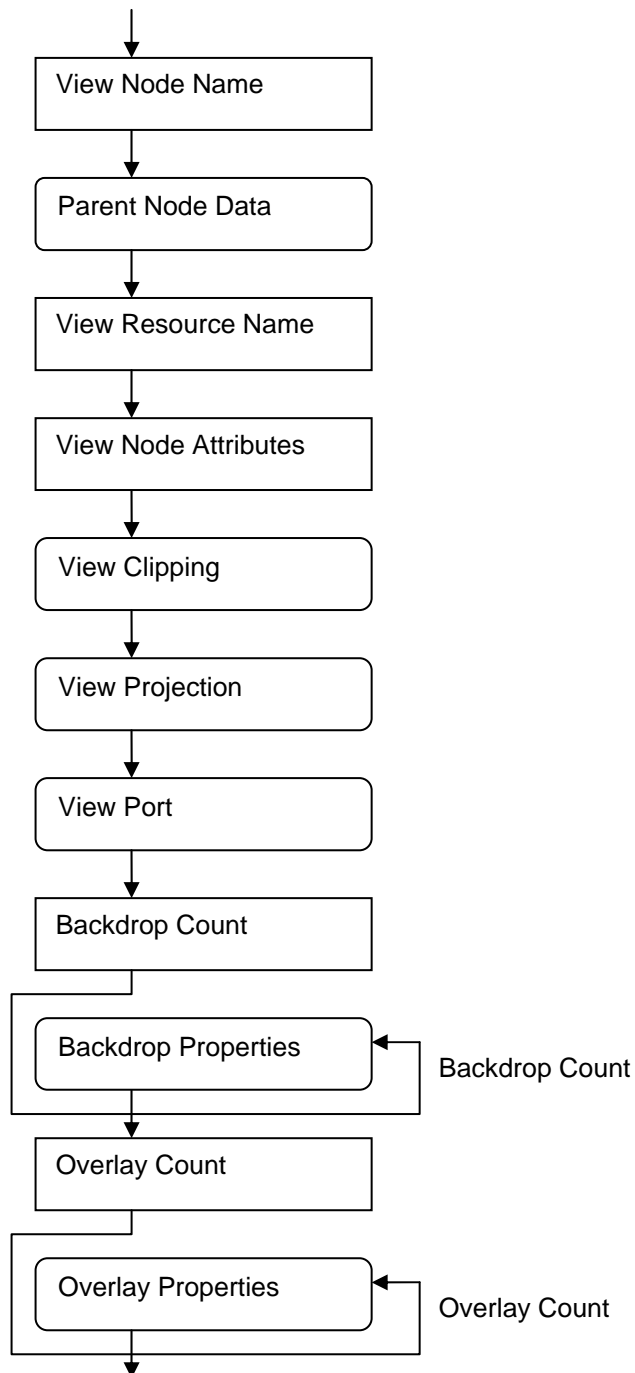 View Node Name
Parent Node Data
View Resource Name
View Node Attributes
View Clipping
View Projection
View Port
Backdrop Count
Backdrop Properties
Backdrop Count
Overlay Count
Overlay Properties
Overlay Count